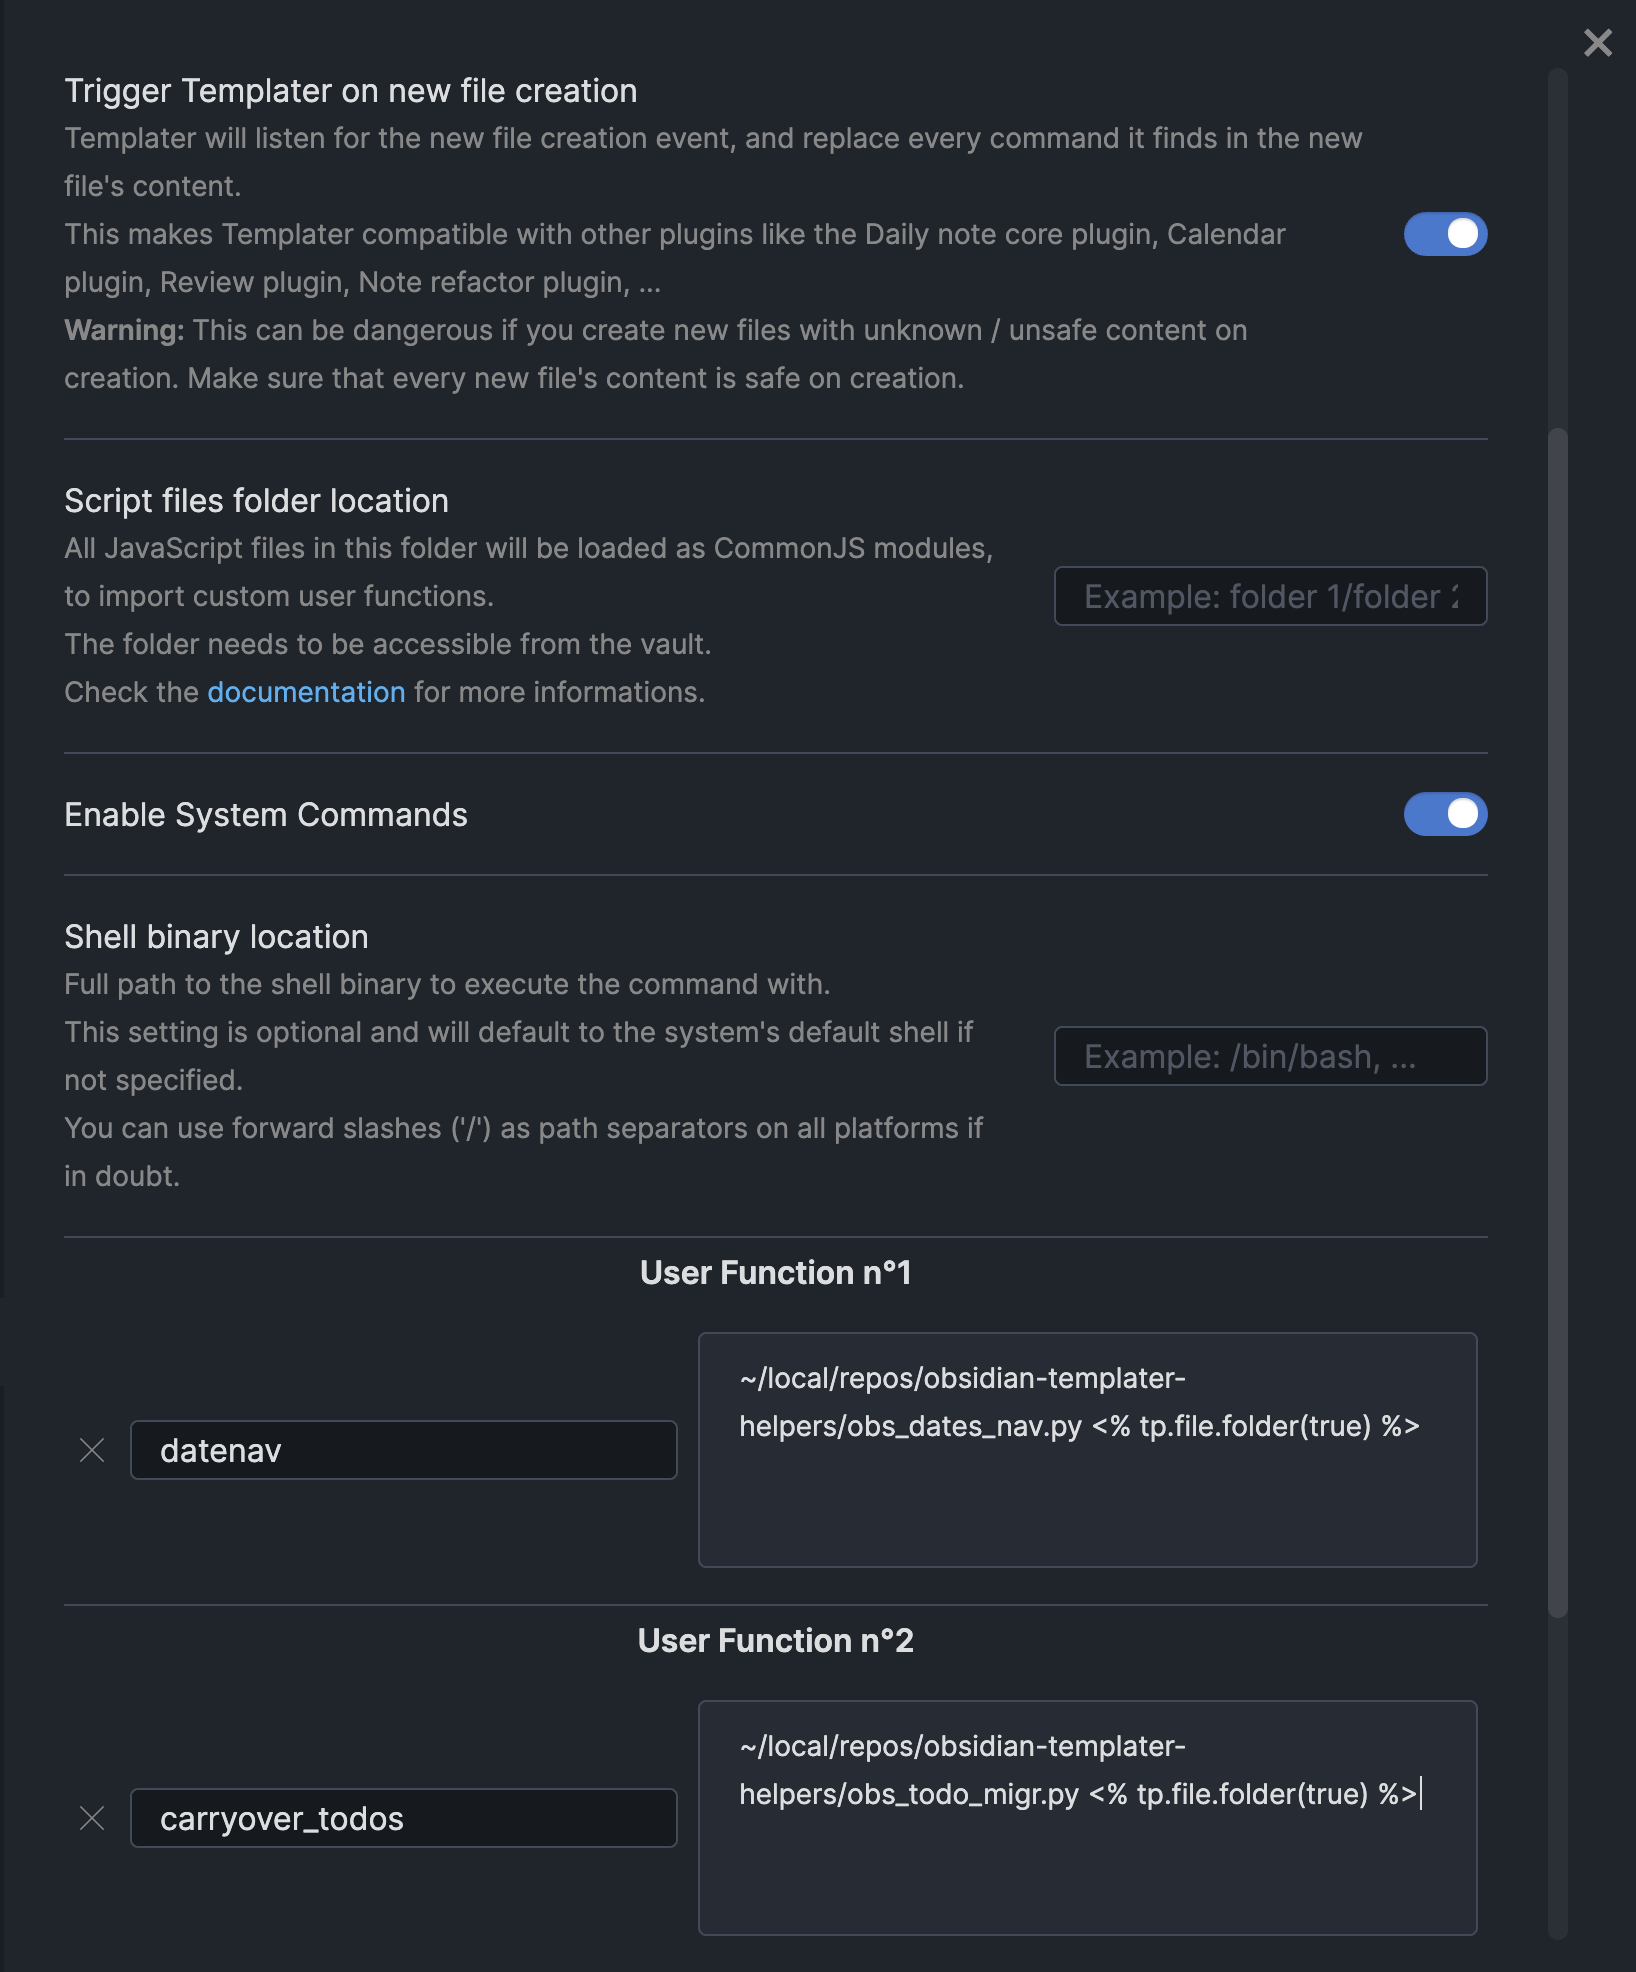 Trigger Templater on new file creation
Templater will listen for the new file creation event, and replace every command it finds in the new
file's content.
This makes Templater compatible with other plugins like the Daily note core plugin, Calendar
plugin, Review plugin, Note refactor plugin, ...
Warning: This can be dangerous if you create new files with unknown / unsafe content on
creation. Make sure that every new file's content is safe on creation.
Script files folder location
All JavaScript files in this folder will be loaded as CommonJS modules,
to import custom user functions.
The folder needs to be accessible from the vault.
Check the documentation for more informations.
Example: folder 1/folder 2
Enable System Commands
Shell binary location
Full path to the shell binary to execute the command with.
This setting is optional and will default to the system's default shell if
not specified.
You can use forward slashes ('/') as path separators on all platforms if
in doubt.
Example: /bin/bash, ...
User Function n°1
datenav
~/local/repos/obsidian-templater-
helpers/obs_dates_nav.py <% tp.file.folder(true) %>
User Function n°2
carryover_todos
~/local/repos/obsidian-templater-
helpers/obs_todo_migr.py <% tp.file.folder(true) %>